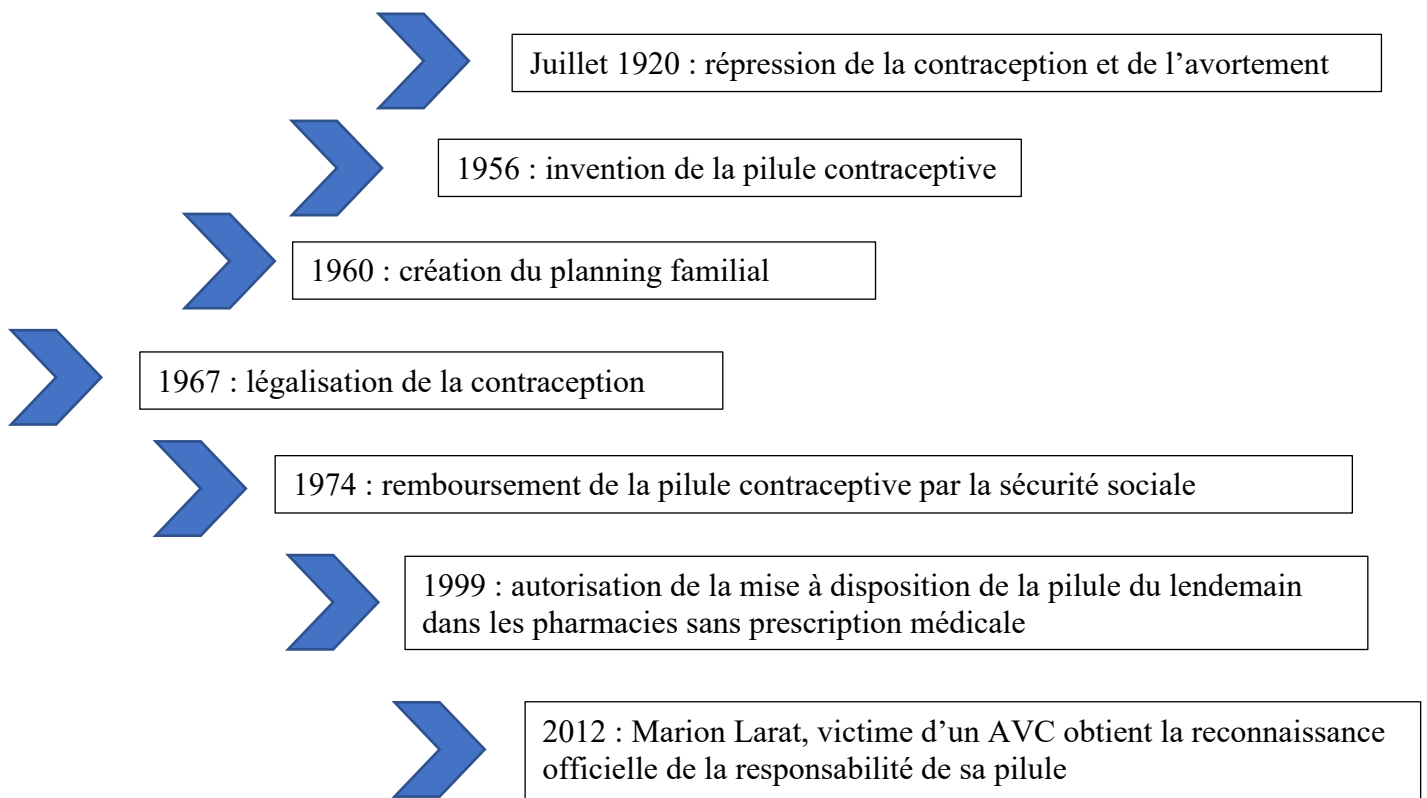 Juillet 1920 : répression de la contraception et de l’avortement
1956 : invention de la pilule contraceptive
1960 : création du planning familial
1967 : légalisation de la contraception
1974 : remboursement de la pilule contraceptive par la sécurité sociale
1999 : autorisation de la mise à disposition de la pilule du lendemain
dans les pharmacies sans prescription médicale
2012 : Marion Larat, victime d’un AVC obtient la reconnaissance
officielle de la responsabilité de sa pilule